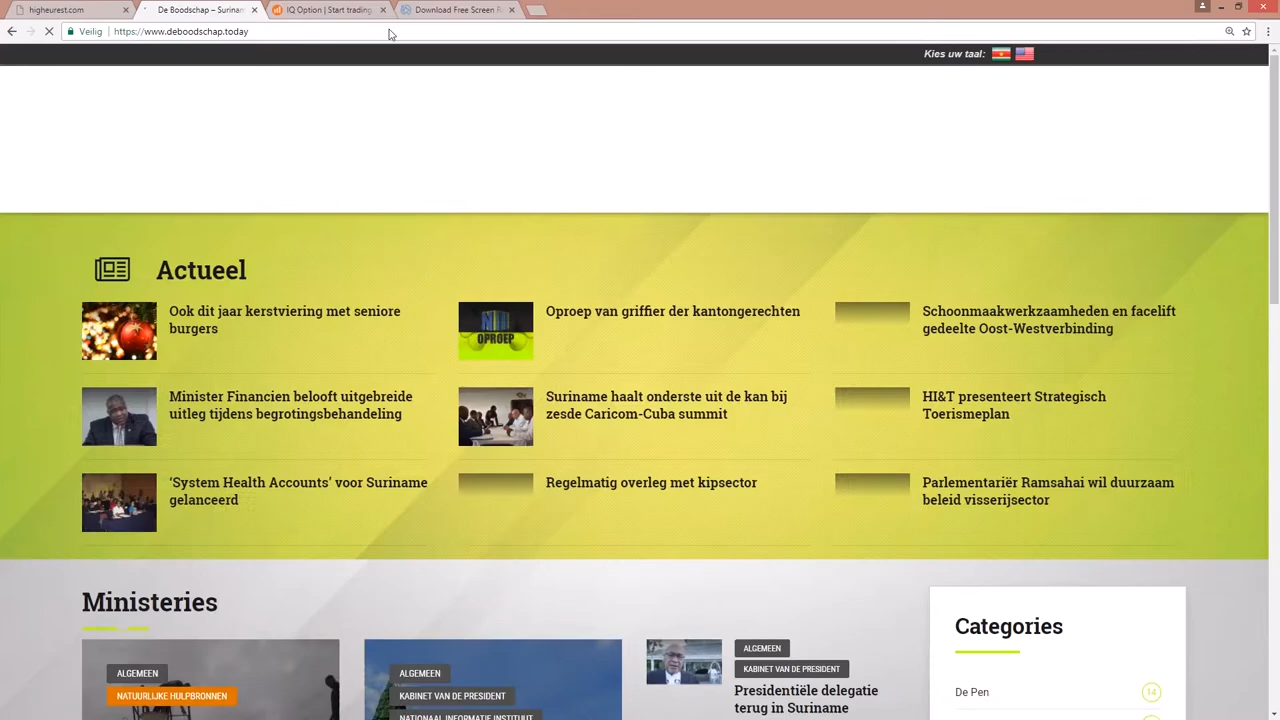 higheurest.com
De Boodschap – Surinam
IQ Option | Start trading
Download Free Screen R
Veilig
https://www.deboodschap.today
Kies uw taal:
Actueel
Ook dit jaar kerstviering met seniore
burgers
Oproep van griffier der kantongerechten
OPROEP
Schoonmaakwerkzaamheden en facelift
gedeelte Oost-Westverbinding
Minister Financien belooft uitgebreide
uitleg tijdens begrotingsbehandeling
Suriname haalt onderste uit de kan bij
zesde Caricom-Cuba summit
HI&T presenteert Strategisch
Toerismeplan
‘System Health Accounts’ voor Suriname
gelanceerd
Regelmatig overleg met kipsector
Parlementariër Ramsahai wil duurzaam
beleid visserijsector
Ministeries
Categories
ALGEMEEN
NATUURLIJKE HULPBRONNEN
ALGEMEEN
KABINET VAN DE PRESIDENT
NATIONAAL INFORMATIE INSTITUUT
ALGEMEEN
KABINET VAN DE PRESIDENT
Presidentiële delegatie
terug in Suriname
De Pen
14